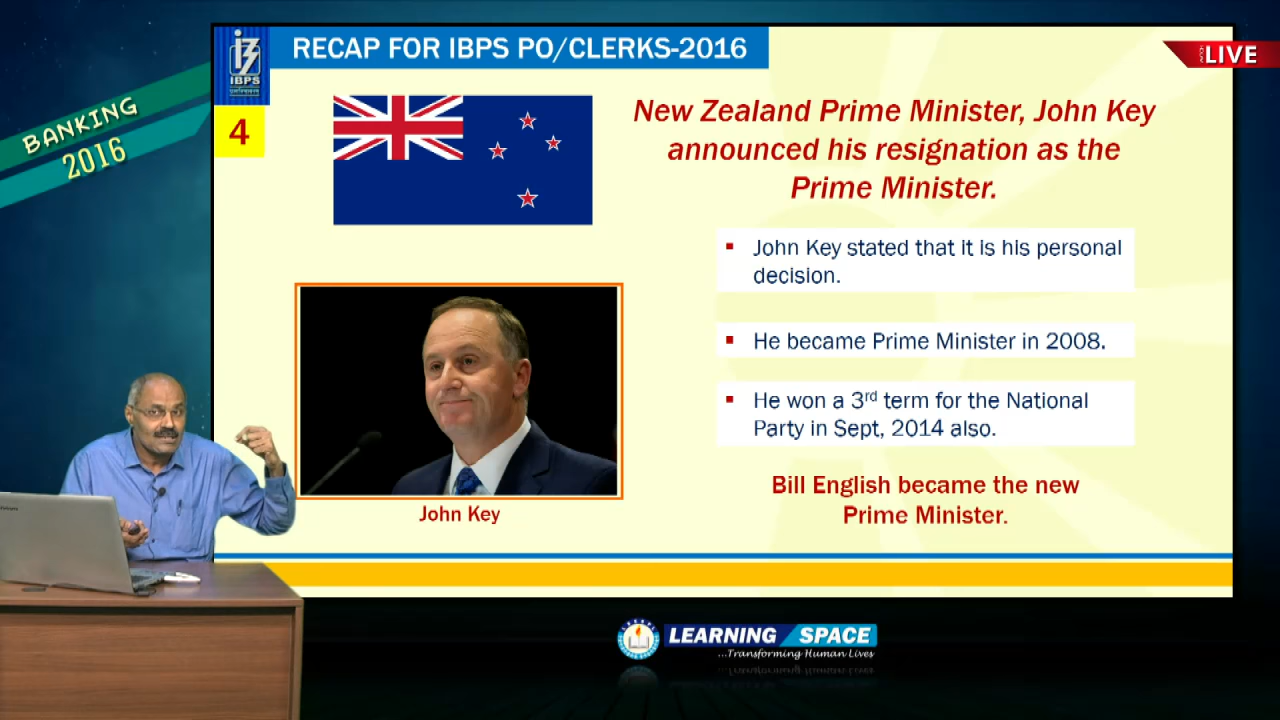 RECAP FOR IBPS PO/CLERKS-2016
IBPS
LIVE
BANKING
2016
4
New Zealand Prime Minister, John Key
announced his resignation as the
Prime Minister.
▪ John Key stated that it is his personal
decision.
▪ He became Prime Minister in 2008.
▪ He won a 3rd term for the National
Party in Sept, 2014 also.
Bill English became the new
Prime Minister.
John Key
LEARNING SPACE
...Transforming Human Lives